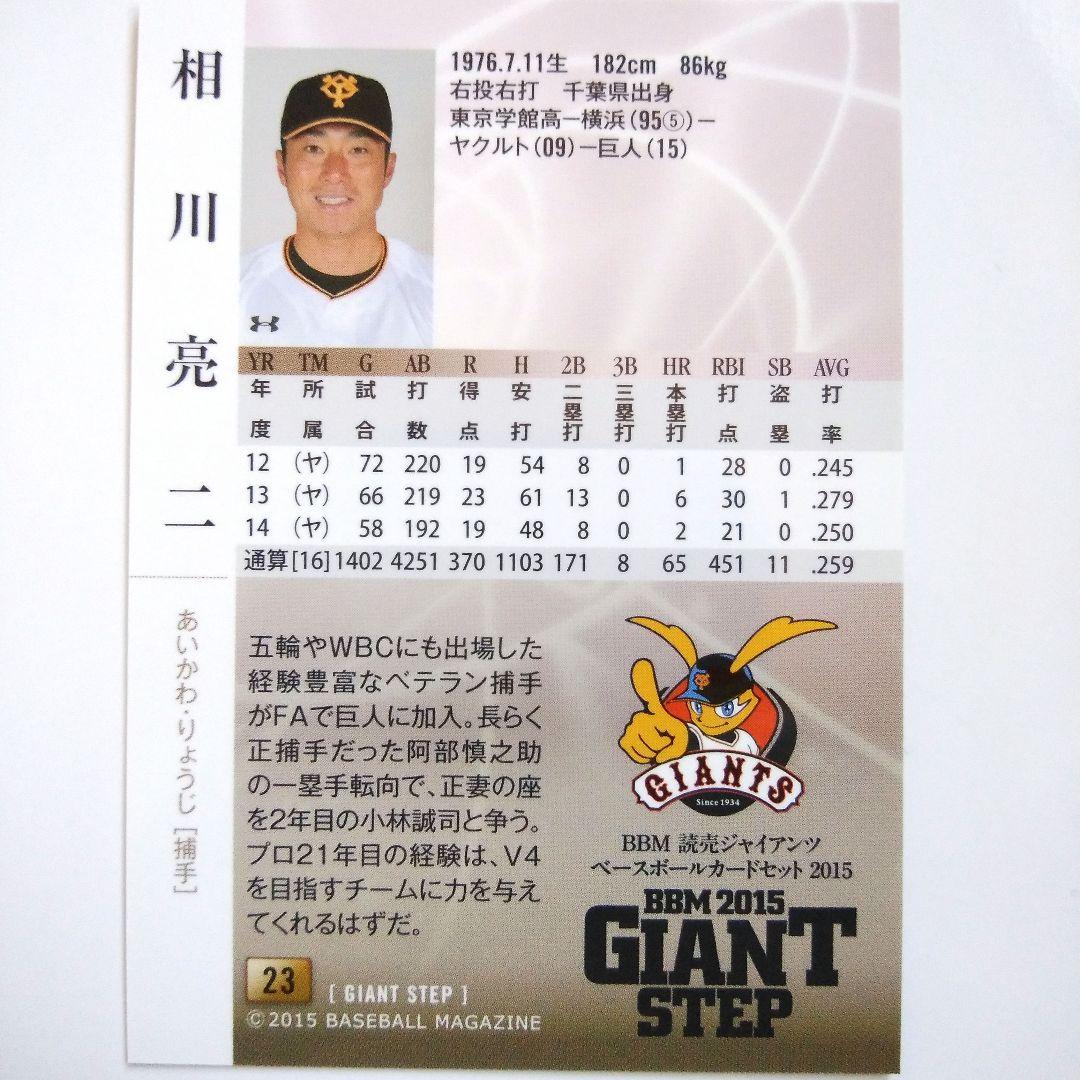 相川亮二
あいかわ・りょうじ [捕手]
1976.7.11生 182cm 86kg
右投右打 千葉県出身
東京学館高ー横浜(95⑤)ー
ヤクルト(09)ー巨人(15)
YR TM G AB R H 2B 3B HR RBI SB AVG
年度 所属 試合 打数 得点 安打 二塁打 三塁打 本塁打 打点 盗塁 打率
12 (ヤ) 72 220 19 54 8 0 1 28 0 .245
13 (ヤ) 66 219 23 61 13 0 6 30 1 .279
14 (ヤ) 58 192 19 48 8 0 2 21 0 .250
通算[16] 1402 4251 370 1103 171 8 65 451 11 .259
五輪やWBCにも出場した
経験豊富なベテラン捕手
がFAで巨人に加入。長らく
正捕手だった阿部慎之助
の一塁手転向で、正妻の座
を2年目の小林誠司と争う。
プロ21年目の経験は、V4
を目指すチームに力を与え
てくれるはずだ。
GIANTS
Since 1934
BBM 読売ジャイアンツ
ベースボールカードセット 2015
BBM 2015
GIANT
STEP
23
[ GIANT STEP ]
©2015 BASEBALL MAGAZINE